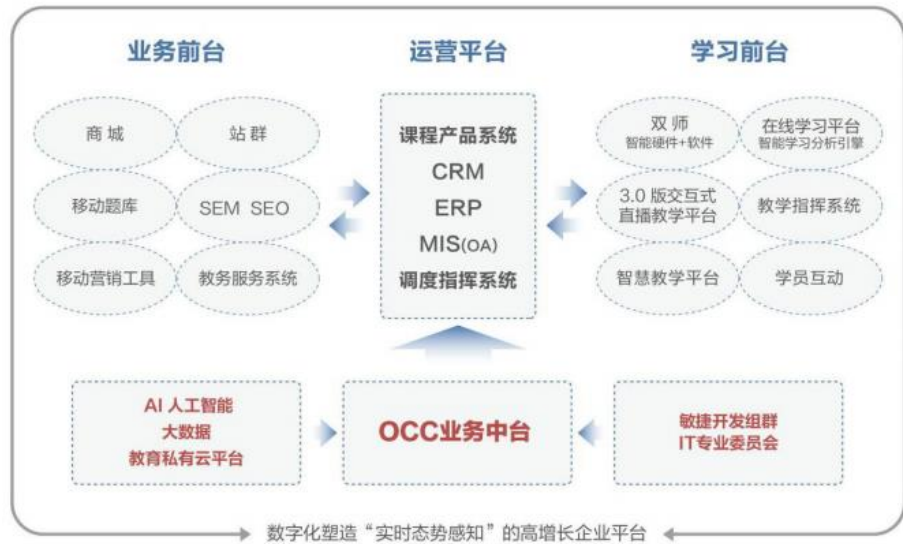 业务前台
商城
站群
移动题库
SEM SEO
移动营销工具
教务服务系统
运营平台
课程产品系统
CRM
ERP
MIS(OA)
调度指挥系统
学习前台
双师
智能硬件+软件
在线学习平台
智能学习分析引擎
3.0 版交互式
直播教学平台
教学指挥系统
智慧教学平台
学员互动
AI 人工智能
大数据
教育私有云平台
OCC业务中台
敏捷开发组群
IT专业委员会
数字化塑造“实时态势感知”的高增长企业平台